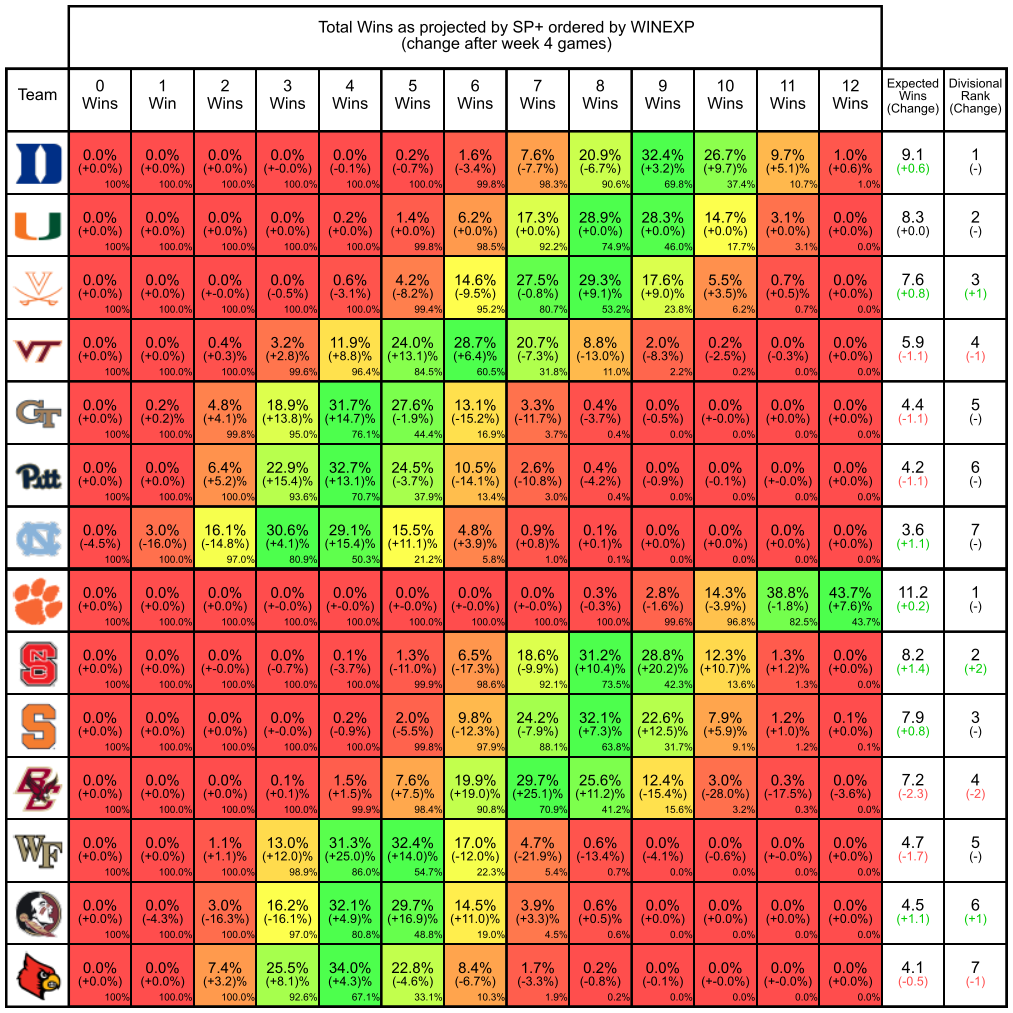 Total Wins as projected by SP+ ordered by WINEXP
(change after week 4 games)
Team 0 Wins 1 Win 2 Wins 3 Wins 4 Wins 5 Wins 6 Wins 7 Wins 8 Wins 9 Wins 10 Wins 11 Wins 12 Wins Expected Wins (Change) Divisional Rank (Change)
D
0.0% 0.0% 0.0% 0.0% 0.0% 0.2% 1.6% 7.6% 20.9% 32.4% 26.7% 9.7% 1.0% 9.1 1
(+0.0%) (+0.0%) (+0.0%) (+-0.0%) (-0.1%) (-0.7%) (-3.4%) (-7.7%) (-6.7%) (+3.2)% (+9.7)% (+5.1)% (+0.6)% (+0.6) (-)
100% 100.0% 100.0% 100.0% 100.0% 100.0% 99.8% 98.3% 90.6% 69.8% 37.4% 10.7% 1.0%
U
0.0% 0.0% 0.0% 0.0% 0.2% 1.4% 6.2% 17.3% 28.9% 28.3% 14.7% 3.1% 0.0% 8.3 2
(+0.0%) (+0.0%) (+0.0%) (+0.0%) (+0.0%) (+0.0%) (+0.0%) (+0.0%) (+0.0%) (+0.0%) (+0.0%) (+0.0%) (+0.0%) (+0.0) (-)
100% 100.0% 100.0% 100.0% 100.0% 99.8% 98.5% 92.2% 74.9% 46.0% 17.7% 3.1% 0.0%
V
0.0% 0.0% 0.0% 0.0% 0.6% 4.2% 14.6% 27.5% 29.3% 17.6% 5.5% 0.7% 0.0% 7.6 3
(+0.0%) (+0.0%) (+-0.0%) (-0.5%) (-3.1%) (-8.2%) (-9.5%) (-0.8%) (+9.1)% (+9.0)% (+3.5)% (+0.5)% (+0.0%) (+0.8) (+1)
100% 100.0% 100.0% 100.0% 100.0% 99.4% 95.2% 80.7% 53.2% 23.8% 6.2% 0.7% 0.0%
VT
0.0% 0.0% 0.4% 3.2% 11.9% 24.0% 28.7% 20.7% 8.8% 2.0% 0.2% 0.0% 0.0% 5.9 4
(+0.0%) (+0.0%) (+0.3)% (+2.8)% (+8.8)% (+13.1)% (+6.4)% (-7.3%) (-13.0%) (-8.3%) (-2.5%) (-0.3%) (+0.0%) (-1.1) (-1)
100% 100.0% 100.0% 99.6% 96.4% 84.5% 60.5% 31.8% 11.0% 2.2% 0.2% 0.0% 0.0%
GT
0.0% 0.2% 4.8% 18.9% 31.7% 27.6% 13.1% 3.3% 0.4% 0.0% 0.0% 0.0% 0.0% 4.4 5
(+0.0%) (+0.2)% (+4.1)% (+13.8)% (+14.7)% (-1.9%) (-15.2%) (-11.7%) (-3.7%) (-0.5%) (+-0.0%) (+0.0%) (+0.0%) (-1.1) (-)
100% 100.0% 99.8% 95.0% 76.1% 44.4% 16.9% 3.7% 0.4% 0.0% 0.0% 0.0% 0.0%
Pitt
0.0% 0.0% 6.4% 22.9% 32.7% 24.5% 10.5% 2.6% 0.4% 0.0% 0.0% 0.0% 0.0% 4.2 6
(+0.0%) (+0.0%) (+5.2)% (+15.4)% (+13.1)% (-3.7%) (-14.1%) (-10.8%) (-4.2%) (-0.9%) (-0.1%) (+-0.0%) (+0.0%) (-1.1) (-)
100% 100.0% 100.0% 93.6% 70.7% 37.9% 13.4% 3.0% 0.4% 0.0% 0.0% 0.0% 0.0%
NC
0.0% 3.0% 16.1% 30.6% 29.1% 15.5% 4.8% 0.9% 0.1% 0.0% 0.0% 0.0% 0.0% 3.6 7
(-4.5%) (-16.0%) (-14.8%) (+4.1)% (+15.4)% (+11.1)% (+3.9)% (+0.8)% (+0.1)% (+0.0%) (+0.0%) (+0.0%) (+0.0%) (+1.1) (-)
100% 100.0% 97.0% 80.9% 50.3% 21.2% 5.8% 1.0% 0.1% 0.0% 0.0% 0.0% 0.0%
0.0% 0.0% 0.0% 0.0% 0.0% 0.0% 0.0% 0.0% 0.3% 2.8% 14.3% 38.8% 43.7% 11.2 1
(+0.0%) (+0.0%) (+0.0%) (+-0.0%) (+-0.0%) (+-0.0%) (+-0.0%) (+-0.0%) (-0.3%) (-1.6%) (-3.9%) (-1.8%) (+7.6)% (+0.2) (-)
100% 100.0% 100.0% 100.0% 100.0% 100.0% 100.0% 100.0% 100.0% 99.6% 96.8% 82.5% 43.7%
NCS
0.0% 0.0% 0.0% 0.0% 0.1% 1.3% 6.5% 18.6% 31.2% 28.8% 12.3% 1.3% 0.0% 8.2 2
(+0.0%) (+0.0%) (+-0.0%) (-0.7%) (-3.7%) (-11.0%) (-17.3%) (-9.9%) (+10.4)% (+20.2)% (+10.7)% (+1.2)% (+0.0%) (+1.4) (+2)
100% 100.0% 100.0% 100.0% 100.0% 99.9% 98.6% 92.1% 73.5% 42.3% 13.6% 1.3% 0.0%
S
0.0% 0.0% 0.0% 0.0% 0.2% 2.0% 9.8% 24.2% 32.1% 22.6% 7.9% 1.2% 0.1% 7.9 3
(+0.0%) (+0.0%) (+0.0%) (+-0.0%) (-0.9%) (-5.5%) (-12.3%) (-7.9%) (+7.3)% (+12.5)% (+5.9)% (+1.0)% (+0.0%) (+0.8) (-)
100% 100.0% 100.0% 100.0% 100.0% 99.8% 97.9% 88.1% 63.8% 31.7% 9.1% 1.2% 0.1%
BC
0.0% 0.0% 0.0% 0.1% 1.5% 7.6% 19.9% 29.7% 25.6% 12.4% 3.0% 0.3% 0.0% 7.2 4
(+0.0%) (+0.0%) (+0.0%) (+0.1)% (+1.5)% (+7.5)% (+19.0)% (+25.1)% (+11.2)% (-15.4%) (-28.0%) (-17.5%) (-3.6%) (-2.3) (-2)
100% 100.0% 100.0% 100.0% 99.9% 98.4% 90.8% 70.9% 41.2% 15.6% 3.2% 0.3% 0.0%
WF
0.0% 0.0% 1.1% 13.0% 31.3% 32.4% 17.0% 4.7% 0.6% 0.0% 0.0% 0.0% 0.0% 4.7 5
(+0.0%) (+0.0%) (+1.1)% (+12.0)% (+25.0)% (+14.0)% (-12.0%) (-21.9%) (-13.4%) (-4.1%) (-0.6%) (+-0.0%) (+0.0%) (-1.7) (-)
100% 100.0% 100.0% 98.9% 86.0% 54.7% 22.3% 5.4% 0.7% 0.0% 0.0% 0.0% 0.0%
0.0% 0.0% 3.0% 16.2% 32.1% 29.7% 14.5% 3.9% 0.6% 0.0% 0.0% 0.0% 0.0% 4.5 6
(+0.0%) (-4.3%) (-16.3%) (-16.1%) (+4.9)% (+16.9)% (+11.0)% (+3.3)% (+0.5)% (+0.0%) (+0.0%) (+0.0%) (+0.0%) (+1.1) (+1)
100% 100.0% 100.0% 97.0% 80.8% 48.8% 19.0% 4.5% 0.6% 0.0% 0.0% 0.0% 0.0%
0.0% 0.0% 7.4% 25.5% 34.0% 22.8% 8.4% 1.7% 0.2% 0.0% 0.0% 0.0% 0.0% 4.1 7
(+0.0%) (+0.0%) (+3.2)% (+8.1)% (+4.3)% (-4.6%) (-6.7%) (-3.3%) (-0.8%) (-0.1%) (+-0.0%) (+-0.0%) (+0.0%) (-0.5) (-1)
100% 100.0% 100.0% 92.6% 67.1% 33.1% 10.3% 1.9% 0.2% 0.0% 0.0% 0.0% 0.0%